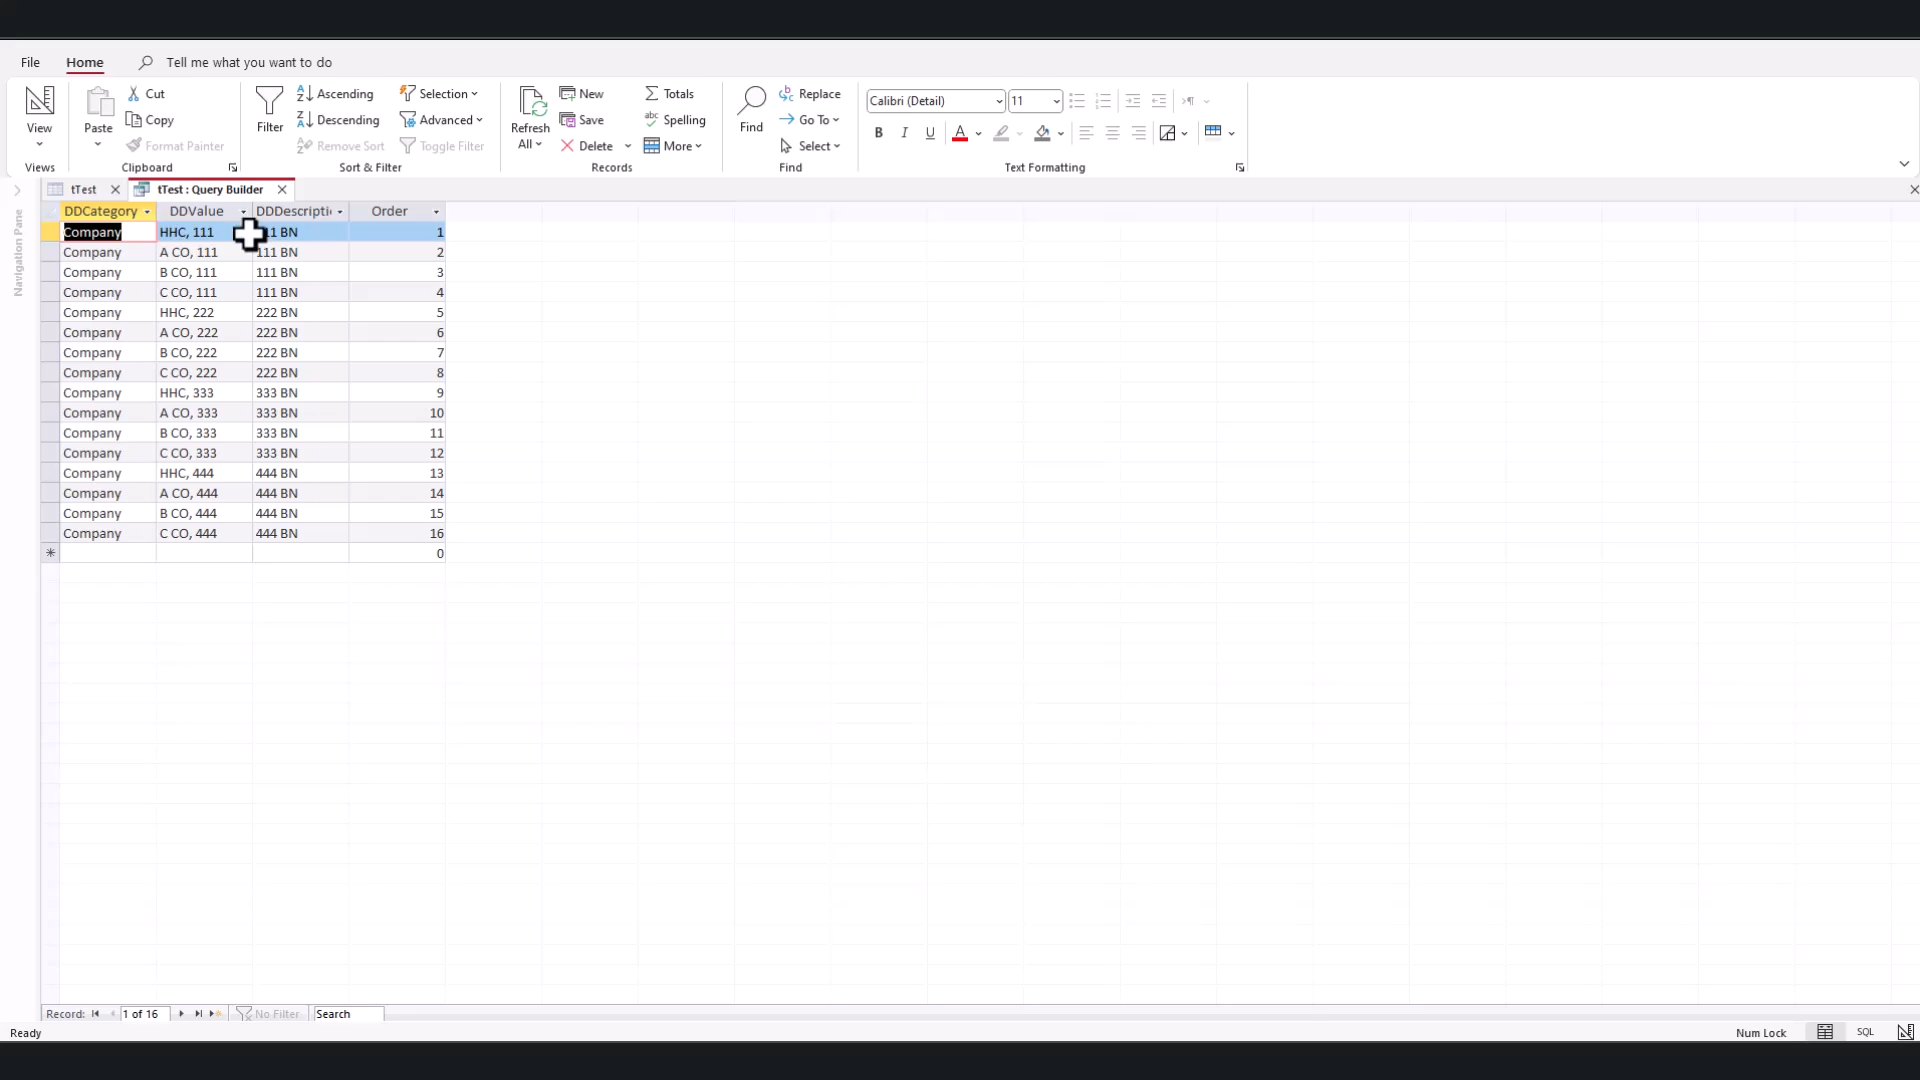 File Home Tell me what you want to do
View Paste Cut Copy Format Painter Filter Ascending Descending Remove Sort Selection Advanced Toggle Filter Refresh All New Save Delete Totals Spelling More Find Replace Go To Select Calibri (Detail) 11 B I U A
Views Clipboard Sort & Filter Records Find Text Formatting
Navigation Pane
tTest tTest : Query Builder
DDCategory DDValue DDDescripti Order
Company HHC, 111 BN 1
Company A CO, 111 111 BN 2
Company B CO, 111 111 BN 3
Company C CO, 111 111 BN 4
Company HHC, 222 222 BN 5
Company A CO, 222 222 BN 6
Company B CO, 222 222 BN 7
Company C CO, 222 222 BN 8
Company HHC, 333 333 BN 9
Company A CO, 333 333 BN 10
Company B CO, 333 333 BN 11
Company C CO, 333 333 BN 12
Company HHC, 444 444 BN 13
Company A CO, 444 444 BN 14
Company B CO, 444 444 BN 15
Company C CO, 444 444 BN 16
0
Record: 1 of 16 No Filter Search
Ready Num Lock SQL